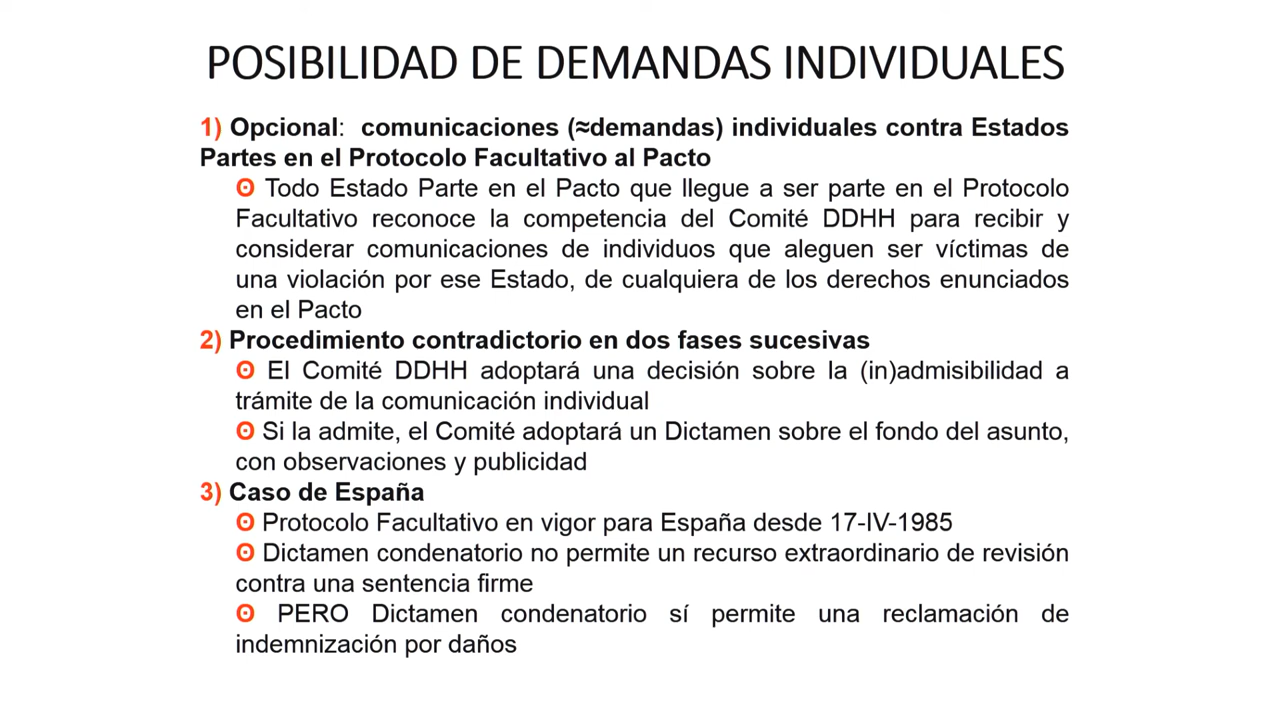 POSIBILIDAD DE DEMANDAS INDIVIDUALES
1) Opcional: comunicaciones (≈demandas) individuales contra Estados
Partes en el Protocolo Facultativo al Pacto
ʘ Todo Estado Parte en el Pacto que llegue a ser parte en el Protocolo
Facultativo reconoce la competencia del Comité DDHH para recibir y
considerar comunicaciones de individuos que aleguen ser víctimas de
una violación por ese Estado, de cualquiera de los derechos enunciados
en el Pacto
2) Procedimiento contradictorio en dos fases sucesivas
ʘ El Comité DDHH adoptará una decisión sobre la (in)admisibilidad a
trámite de la comunicación individual
ʘ Si la admite, el Comité adoptará un Dictamen sobre el fondo del asunto,
con observaciones y publicidad
3) Caso de España
ʘ Protocolo Facultativo en vigor para España desde 17-IV-1985
ʘ Dictamen condenatorio no permite un recurso extraordinario de revisión
contra una sentencia firme
ʘ PERO Dictamen condenatorio sí permite una reclamación de
indemnización por daños